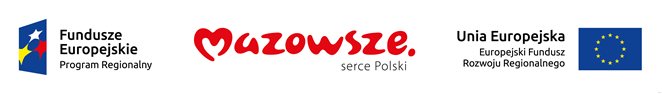 Fundusze
Europejskie
Program Regionalny
Mazowsze.
serce Polski
Unia Europejska
Europejski Fundusz
Rozwoju Regionalnego